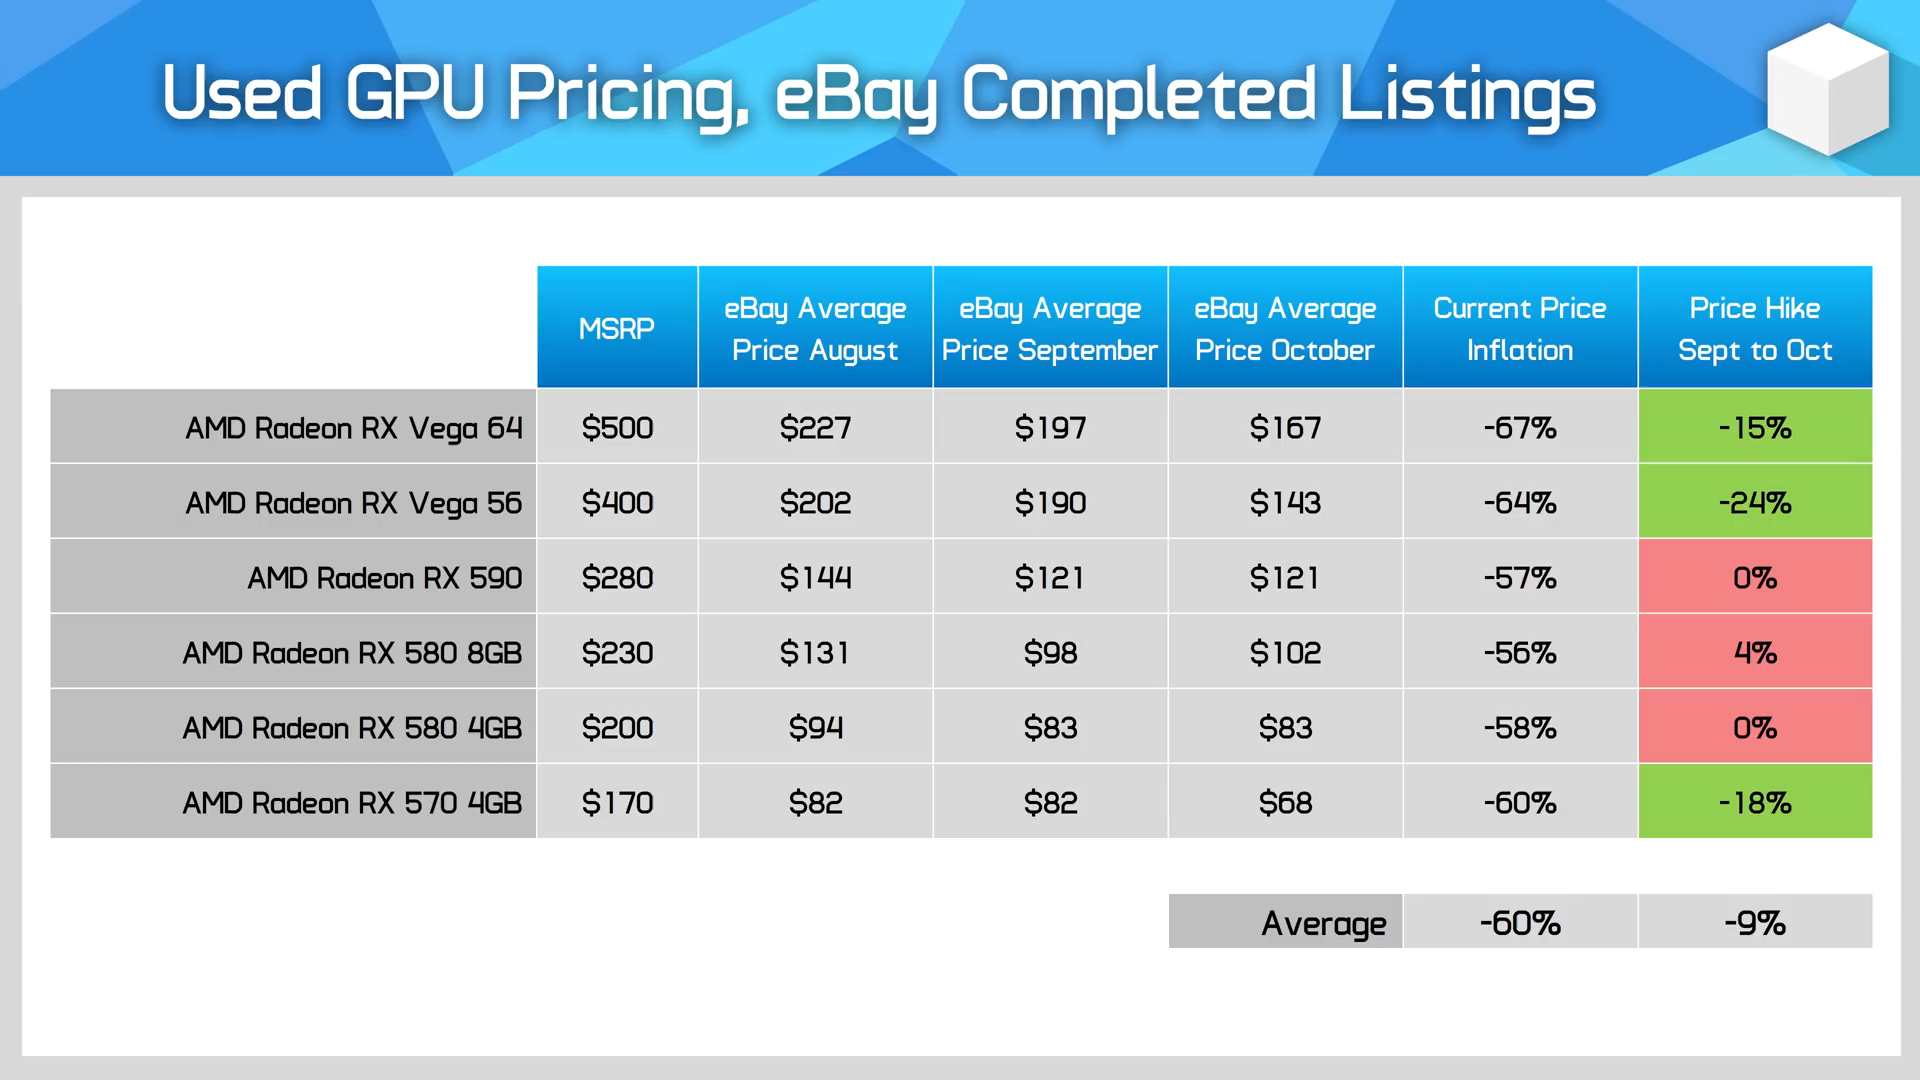 Used GPU Pricing, eBay Completed Listings
MSRP
eBay Average
Price August
eBay Average
Price September
eBay Average
Price October
Current Price
Inflation
Price Hike
Sept to Oct
AMD Radeon RX Vega 64 $500 $227 $197 $167 -67% -15%
AMD Radeon RX Vega 56 $400 $202 $190 $143 -64% -24%
AMD Radeon RX 590 $280 $144 $121 $121 -57% 0%
AMD Radeon RX 580 8GB $230 $131 $98 $102 -56% 4%
AMD Radeon RX 580 4GB $200 $94 $83 $83 -58% 0%
AMD Radeon RX 570 4GB $170 $82 $82 $68 -60% -18%
Average -60% -9%